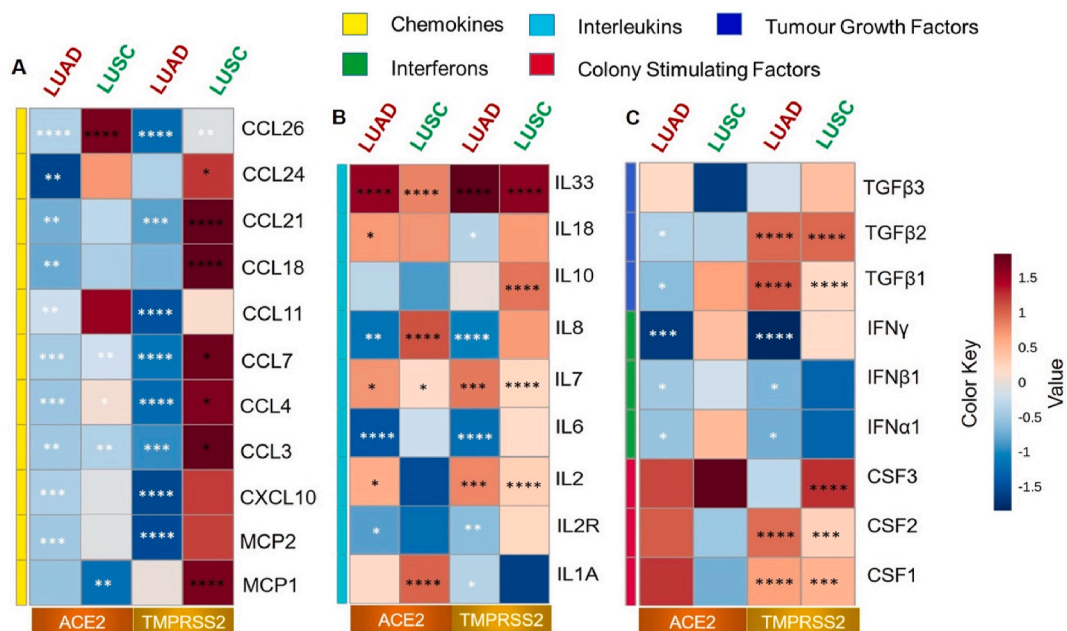 Chemokines
Interleukins
Tumour Growth Factors
Interferons
Colony Stimulating Factors
A
LUAD
LUSC
LUAD
LUSC
**** **** **** ** CCL26
** * CCL24
** *** **** CCL21
** **** CCL18
** **** CCL11
*** ** **** * CCL7
*** * **** * CCL4
** ** *** * CCL3
*** **** CXCL10
*** **** MCP2
** **** MCP1
ACE2 TMPRSS2
B
LUAD
LUSC
LUAD
LUSC
**** **** **** **** IL33
* * IL18
**** IL10
** **** **** IL8
* * *** **** IL7
**** **** IL6
* *** **** IL2
* ** IL2R
**** * IL1A
ACE2 TMPRSS2
C
LUAD
LUSC
LUAD
LUSC
TGFβ3
* **** **** TGFβ2
* **** **** TGFβ1
*** **** IFNγ
* * IFNβ1
* * IFNα1
**** CSF3
**** *** CSF2
**** *** CSF1
ACE2 TMPRSS2
Color Key
Value
1.5
1
0.5
0
-0.5
-1
-1.5